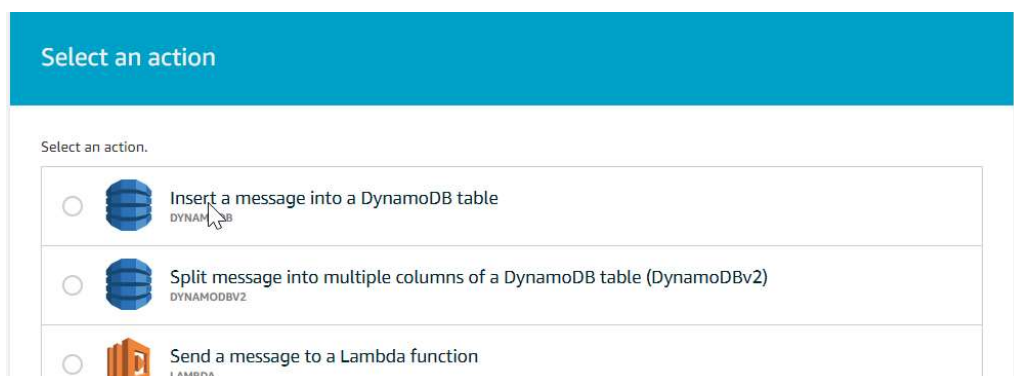 Select an action
Select an action.
Insert a message into a DynamoDB table
Split message into multiple columns of a DynamoDB table (DynamoDBv2)
DYNAMODBV2
Send a message to a Lambda function
LAMBDA